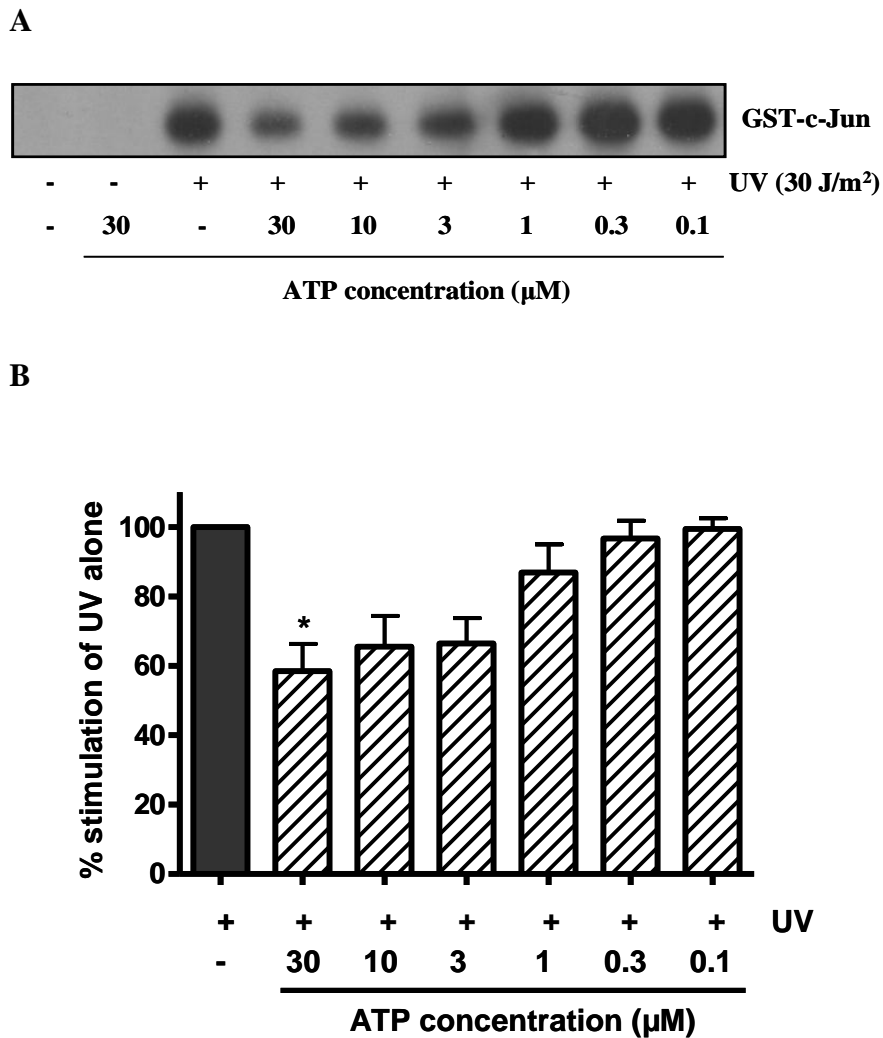 A
GST-c-Jun
- - + + + + + + + UV (30 J/m²)
- 30 - 30 10 3 1 0.3 0.1
ATP concentration (µM)
B
% stimulation of UV alone
100
80
60
40
20
0
*
+ + + + + + + UV
- 30 10 3 1 0.3 0.1
ATP concentration (µM)